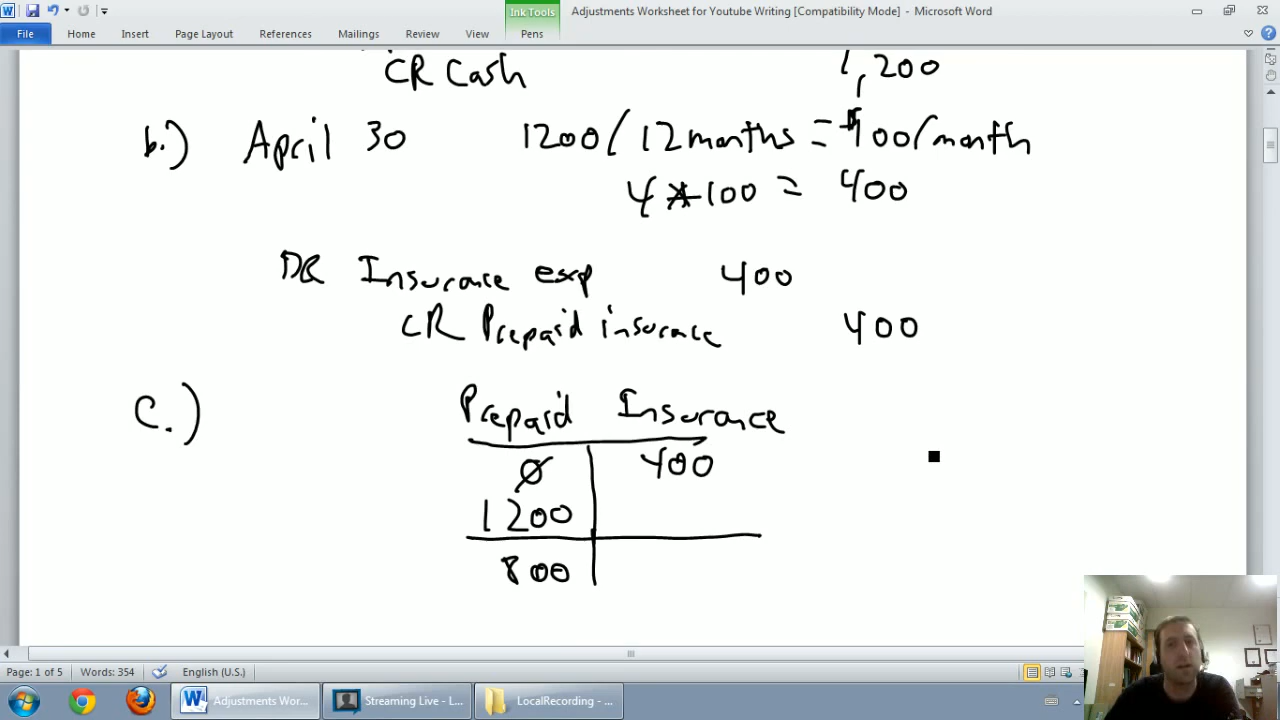 Ink Tools
Adjustments Worksheet for Youtube Writing [Compatibility Mode] - Microsoft Word
File Home Insert Page Layout References Mailings Review View Pens
CR Cash 1,200
b.) April 30 1200/12months = $100/month
4*100 = 400
DR Insurance exp 400
CR Prepaid insurance 400
C.) Prepaid Insurance
0 400
1200
800
Page: 1 of 5 Words: 354 English (U.S.)
Adjustments Wor... Streaming Live - L... LocalRecording - ...